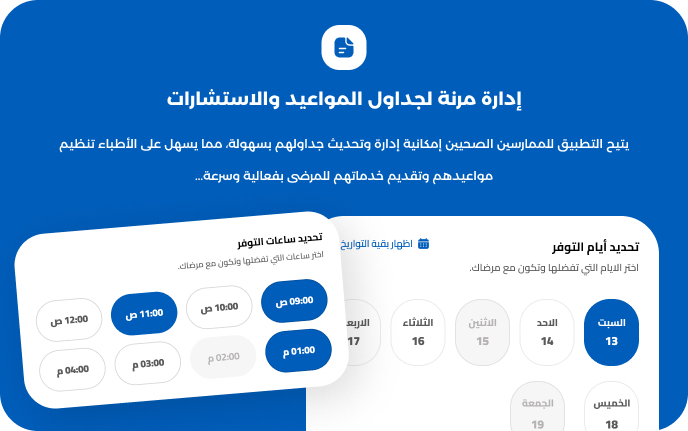 إدارة مرنة لجداول المواعيد والاستشارات
يتيح التطبيق للممارسين الصحيين إمكانية إدارة وتحديث جداولهم بسهولة، مما يسهل على الأطباء تنظيم
مواعيدهم وتقديم خدماتهم للمرضى بفعالية وسرعة...
تحديد أيام التوفر
اظهار بقية التواريخ
اختر الايام التي تفضلها وتكون مع مرضاك.
السبت
13
الاحد
14
الاثنين
15
الثلاثاء
16
17
الخميس
18
الجمعة
19
تحديد ساعات التوفر
اختر ساعات التي تفضلها وتكون مع مرضاك.
09:00 ص
10:00 ص
11:00 ص
12:00 ص
01:00 م
02:00 م
03:00 م
04:00 م